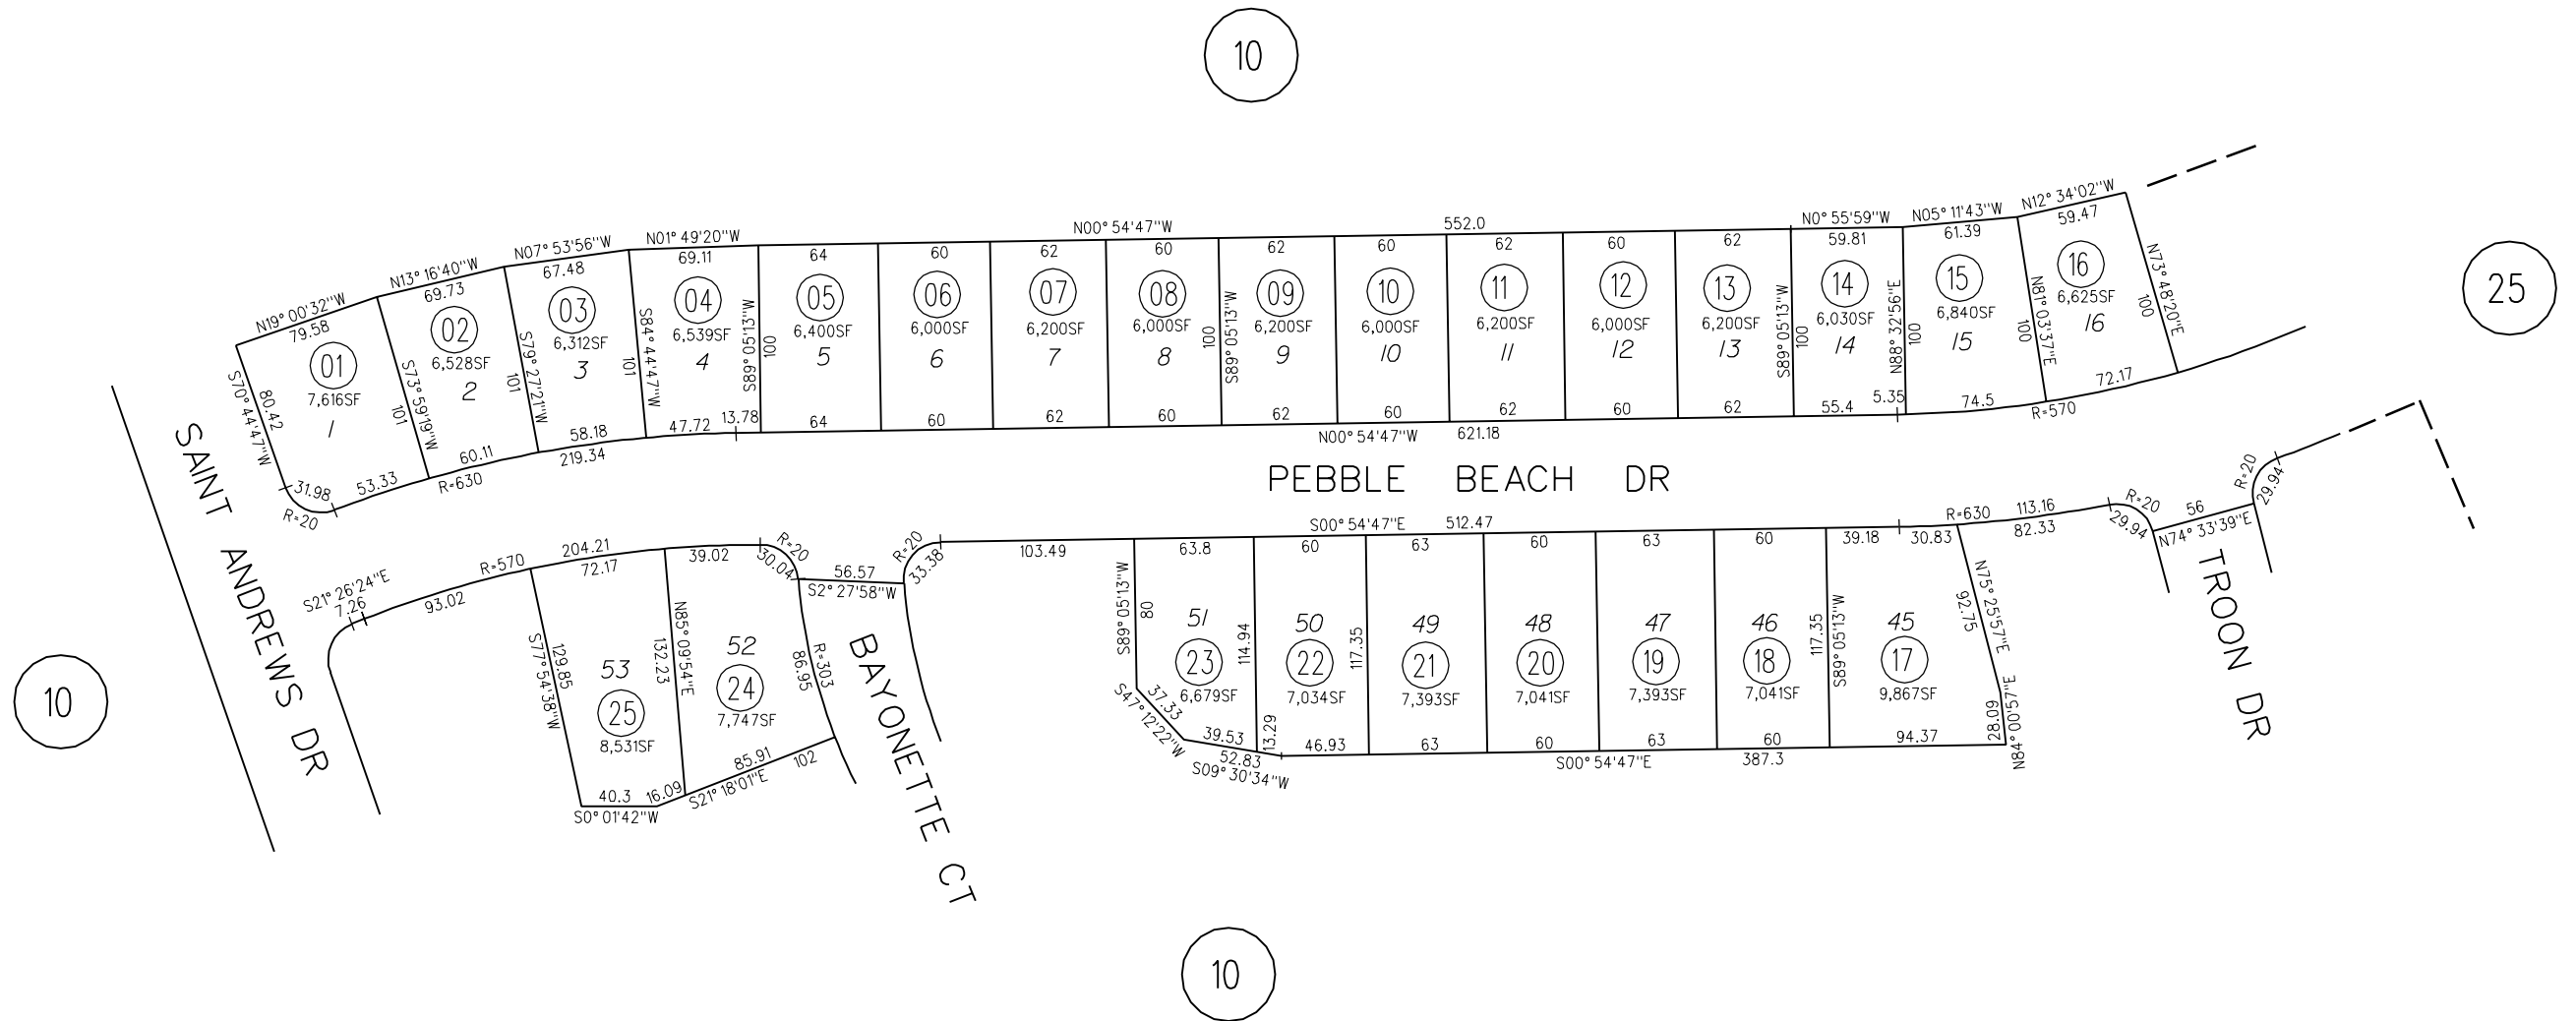 10
N19° 00'32"W
79.58
N13° 16'40"W
69.73
N07° 53'56"W
67.48
N01° 49'20"W
69.11
N00° 54'47"W
552.0
N0° 55'59"W
59.81
N05° 11'43"W
61.39
N12° 34'02"W
59.47
64
60
62
60
62
60
62
60
62
01
7,616SF
1
02
6,528SF
2
03
6,312SF
3
04
6,539SF
4
05
6,400SF
5
06
6,000SF
6
07
6,200SF
7
08
6,000SF
8
09
6,200SF
9
10
6,000SF
10
11
6,200SF
11
12
6,000SF
12
13
6,200SF
13
14
6,030SF
14
15
6,840SF
15
16
6,625SF
16
25
S70° 44'47"W
80.42
S73° 59'19"W
101
S79° 27'21"W
101
S84° 44'47"W
101
S89° 05'13"W
100
S89° 05'13"W
100
S89° 05'13"W
100
N88° 32'56"E
100
N81° 03'37"E
100
N73° 48'20"E
100
31.98
R=20
53.33
60.11
R=630
58.18
219.34
47.72
13.78
64
60
62
60
62
60
62
60
62
55.4
5.35
74.5
R=570
72.17
N00° 54'47"W
621.18
PEBBLE BEACH DR
SAINT ANDREWS DR
S21° 26'24"E
7.26
93.02
R=570
204.21
72.17
39.02
R=20
30.04
56.57
S2° 27'58"W
R=20
33.38
S00° 54'47"E
512.47
103.49
63.8
60
63
60
63
60
39.18
30.83
R=630
113.16
82.33
R=20
29.94
56
N74° 33'39"E
R=20
29.94
TROON DR
BAYONETTE CT
S77° 54'38"W
129.85
53
25
8,531SF
N85° 09'54"E
132.23
52
24
7,747SF
R=303
86.95
40.3
16.09
S0° 01'42"W
85.91
S21° 18'01"E
102
S89° 05'13"W
80
51
23
6,679SF
114.94
50
22
7,034SF
117.35
49
21
7,393SF
48
20
7,041SF
47
19
7,393SF
46
18
7,041SF
117.35
S89° 05'13"W
45
17
9,867SF
N75° 25'57"E
92.75
28.09
N84° 00'57"E
37.33
S47° 12'22"W
39.53
52.83
S09° 30'34"W
13.29
46.93
63
60
63
60
94.37
S00° 54'47"E
387.3
10
10